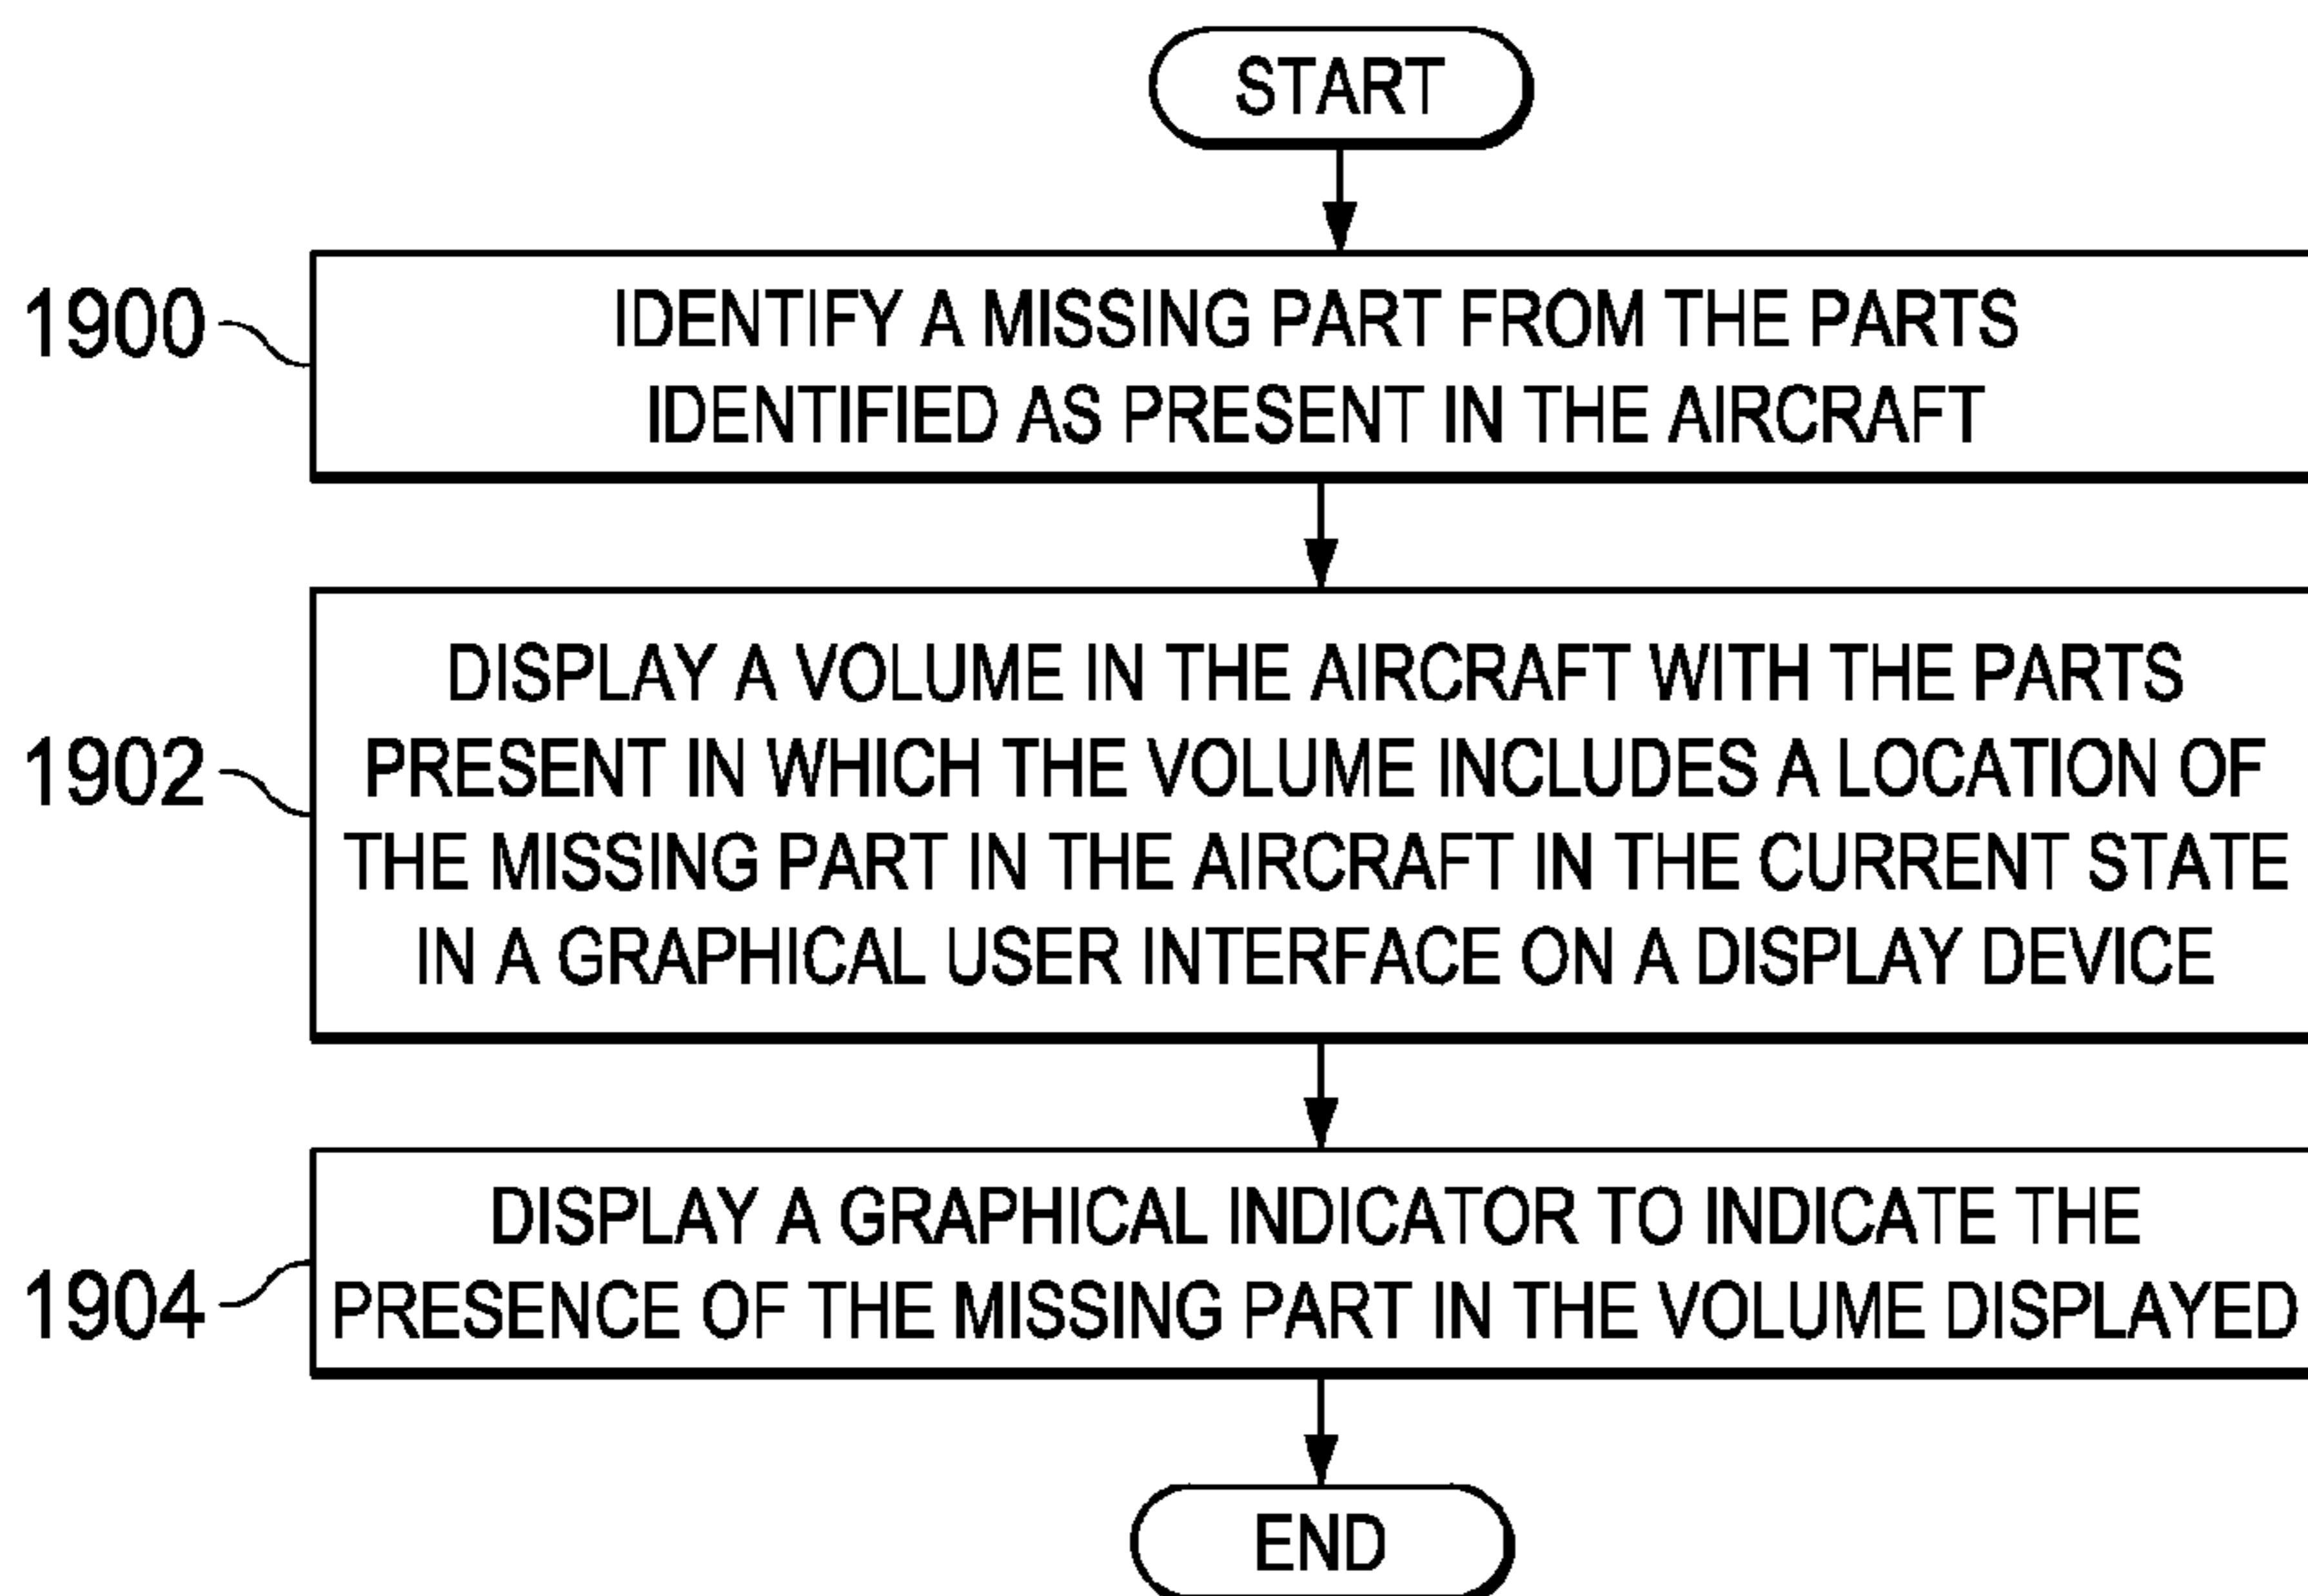 START
1900
IDENTIFY A MISSING PART FROM THE PARTS
IDENTIFIED AS PRESENT IN THE AIRCRAFT
1902
DISPLAY A VOLUME IN THE AIRCRAFT WITH THE PARTS
PRESENT IN WHICH THE VOLUME INCLUDES A LOCATION OF
THE MISSING PART IN THE AIRCRAFT IN THE CURRENT STATE
IN A GRAPHICAL USER INTERFACE ON A DISPLAY DEVICE
1904
DISPLAY A GRAPHICAL INDICATOR TO INDICATE THE
PRESENCE OF THE MISSING PART IN THE VOLUME DISPLAYED
END